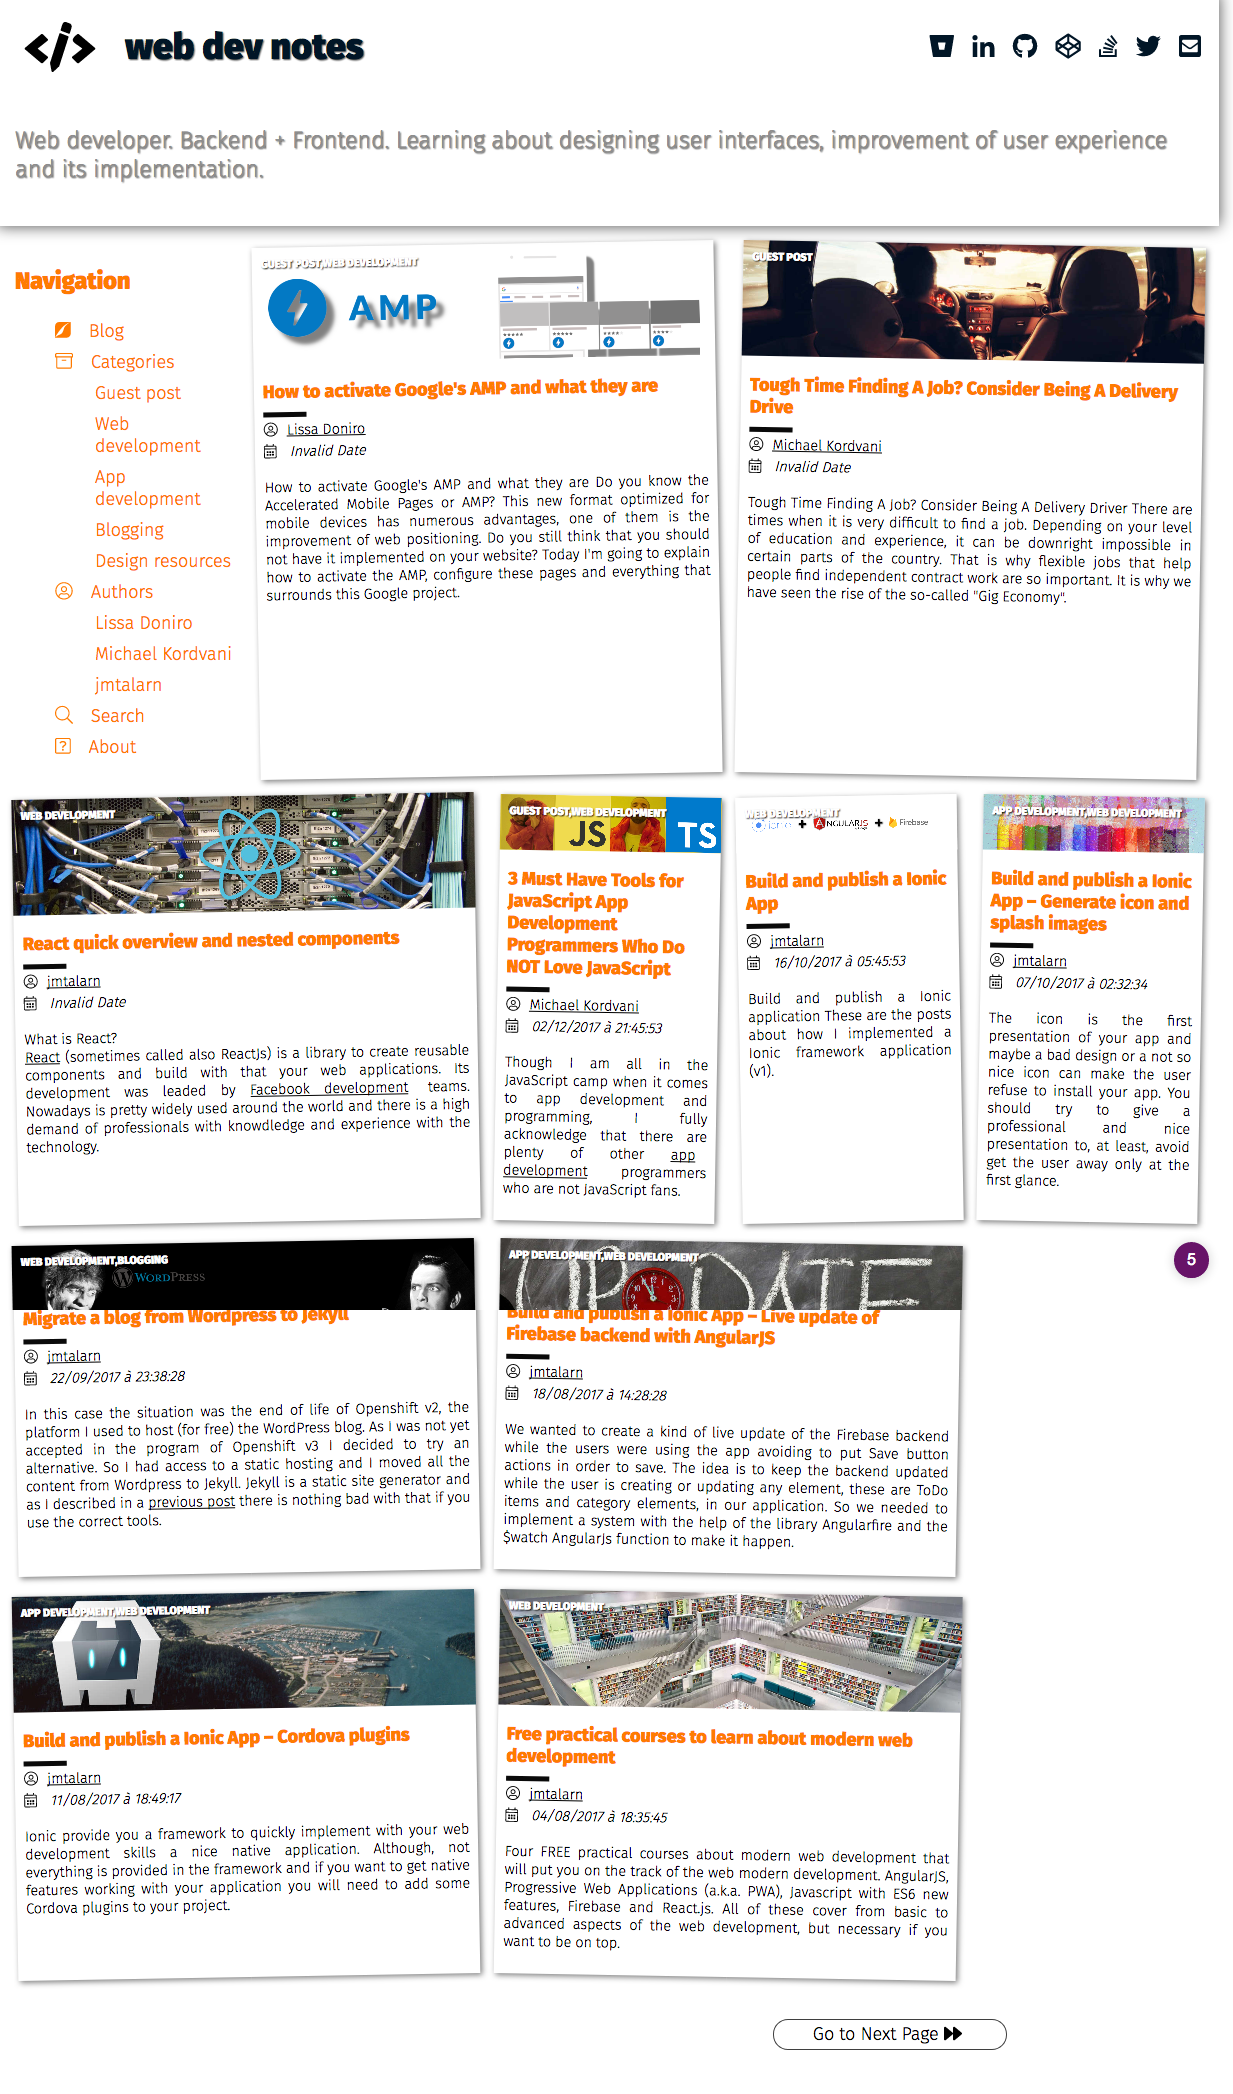 web dev notes
Web developer. Backend + Frontend. Learning about designing user interfaces, improvement of user experience
and its implementation.
Navigation
Blog
Categories
Guest post
Web
development
App
development
Blogging
Design resources
Authors
Lissa Doniro
Michael Kordvani
jmtalarn
Search
About
GUEST POST,WEB DEVELOPMENT
AMP
How to activate Google's AMP and what they are
Lissa Doniro
Invalid Date
How to activate Google's AMP and what they are Do you know the
Accelerated Mobile Pages or AMP? This new format optimized for
mobile devices has numerous advantages, one of them is the
improvement of web positioning. Do you still think that you should
not have it implemented on your website? Today I'm going to explain
how to activate the AMP, configure these pages and everything that
surrounds this Google project.
GUEST POST
Tough Time Finding A Job? Consider Being A Delivery
Drive
Michael Kordvani
Invalid Date
Tough Time Finding A Job? Consider Being A Delivery Driver There are
times when it is very difficult to find a job. Depending on your level
of education and experience, it can be downright impossible in
certain parts of the country. That is why flexible jobs that help
people find independent contract work are so important. It is why we
have seen the rise of the so-called "Gig Economy".
WEB DEVELOPMENT
React quick overview and nested components
jmtalarn
Invalid Date
What is React?
React (sometimes called also ReactJs) is a library to create reusable
components and build with that your web applications. Its
development was leaded by Facebook development teams.
Nowadays is pretty widely used around the world and there is a high
demand of professionals with knowdledge and experience with the
technology.
GUEST POST,WEB DEVELOPMENT
JS
TS
3 Must Have Tools for
JavaScript App
Development
Programmers Who Do
NOT Love JavaScript
Michael Kordvani
02/12/2017 à 21:45:53
Though I am all in the
JavaScript camp when it comes
to app development and
programming, I fully
acknowledge that there are
plenty of other app
development programmers
who are not JavaScript fans.
WEB DEVELOPMENT
+ ANGULARJS + Firebase
Build and publish a Ionic
App
jmtalarn
16/10/2017 à 05:45:53
Build and publish a Ionic
application These are the posts
about how I implemented a
Ionic framework application
(v1).
APP DEVELOPMENT,WEB DEVELOPMENT
Build and publish a Ionic
App – Generate icon and
splash images
jmtalarn
07/10/2017 à 02:32:34
The icon is the first
presentation of your app and
maybe a bad design or a not so
nice icon can make the user
refuse to install your app. You
should try to give a
professional and nice
presentation to, at least, avoid
get the user away only at the
first glance.
WEB DEVELOPMENT,BLOGGING
WORDPRESS
Migrate a blog from Wordpress to Jekyll
jmtalarn
22/09/2017 à 23:38:28
In this case the situation was the end of life of Openshift v2, the
platform I used to host (for free) the WordPress blog. As I was not yet
accepted in the program of Openshift v3 I decided to try an
alternative. So I had access to a static hosting and I moved all the
content from Wordpress to Jekyll. Jekyll is a static site generator and
as I described in a previous post there is nothing bad with that if you
use the correct tools.
APP DEVELOPMENT,WEB DEVELOPMENT
UPDATE
Build and publish a Ionic App – Live update of
Firebase backend with AngularJS
jmtalarn
18/08/2017 à 14:28:28
We wanted to create a kind of live update of the Firebase backend
while the users were using the app avoiding to put Save button
actions in order to save. The idea is to keep the backend updated
while the user is creating or updating any element, these are ToDo
items and category elements, in our application. So we needed to
implement a system with the help of the library Angularfire and the
$watch AngularJs function to make it happen.
5
APP DEVELOPMENT,WEB DEVELOPMENT
Build and publish a Ionic App – Cordova plugins
jmtalarn
11/08/2017 à 18:49:17
Ionic provide you a framework to quickly implement with your web
development skills a nice native application. Although, not
everything is provided in the framework and if you want to get native
features working with your application you will need to add some
Cordova plugins to your project.
WEB DEVELOPMENT
Free practical courses to learn about modern web
development
jmtalarn
04/08/2017 à 18:35:45
Four FREE practical courses about modern web development that
will put you on the track of the web modern development. AngularJS,
Progressive Web Applications (a.k.a. PWA), Javascript with ES6 new
features, Firebase and React.js. All of these cover from basic to
advanced aspects of the web development, but necessary if you
want to be on top.
Go to Next Page